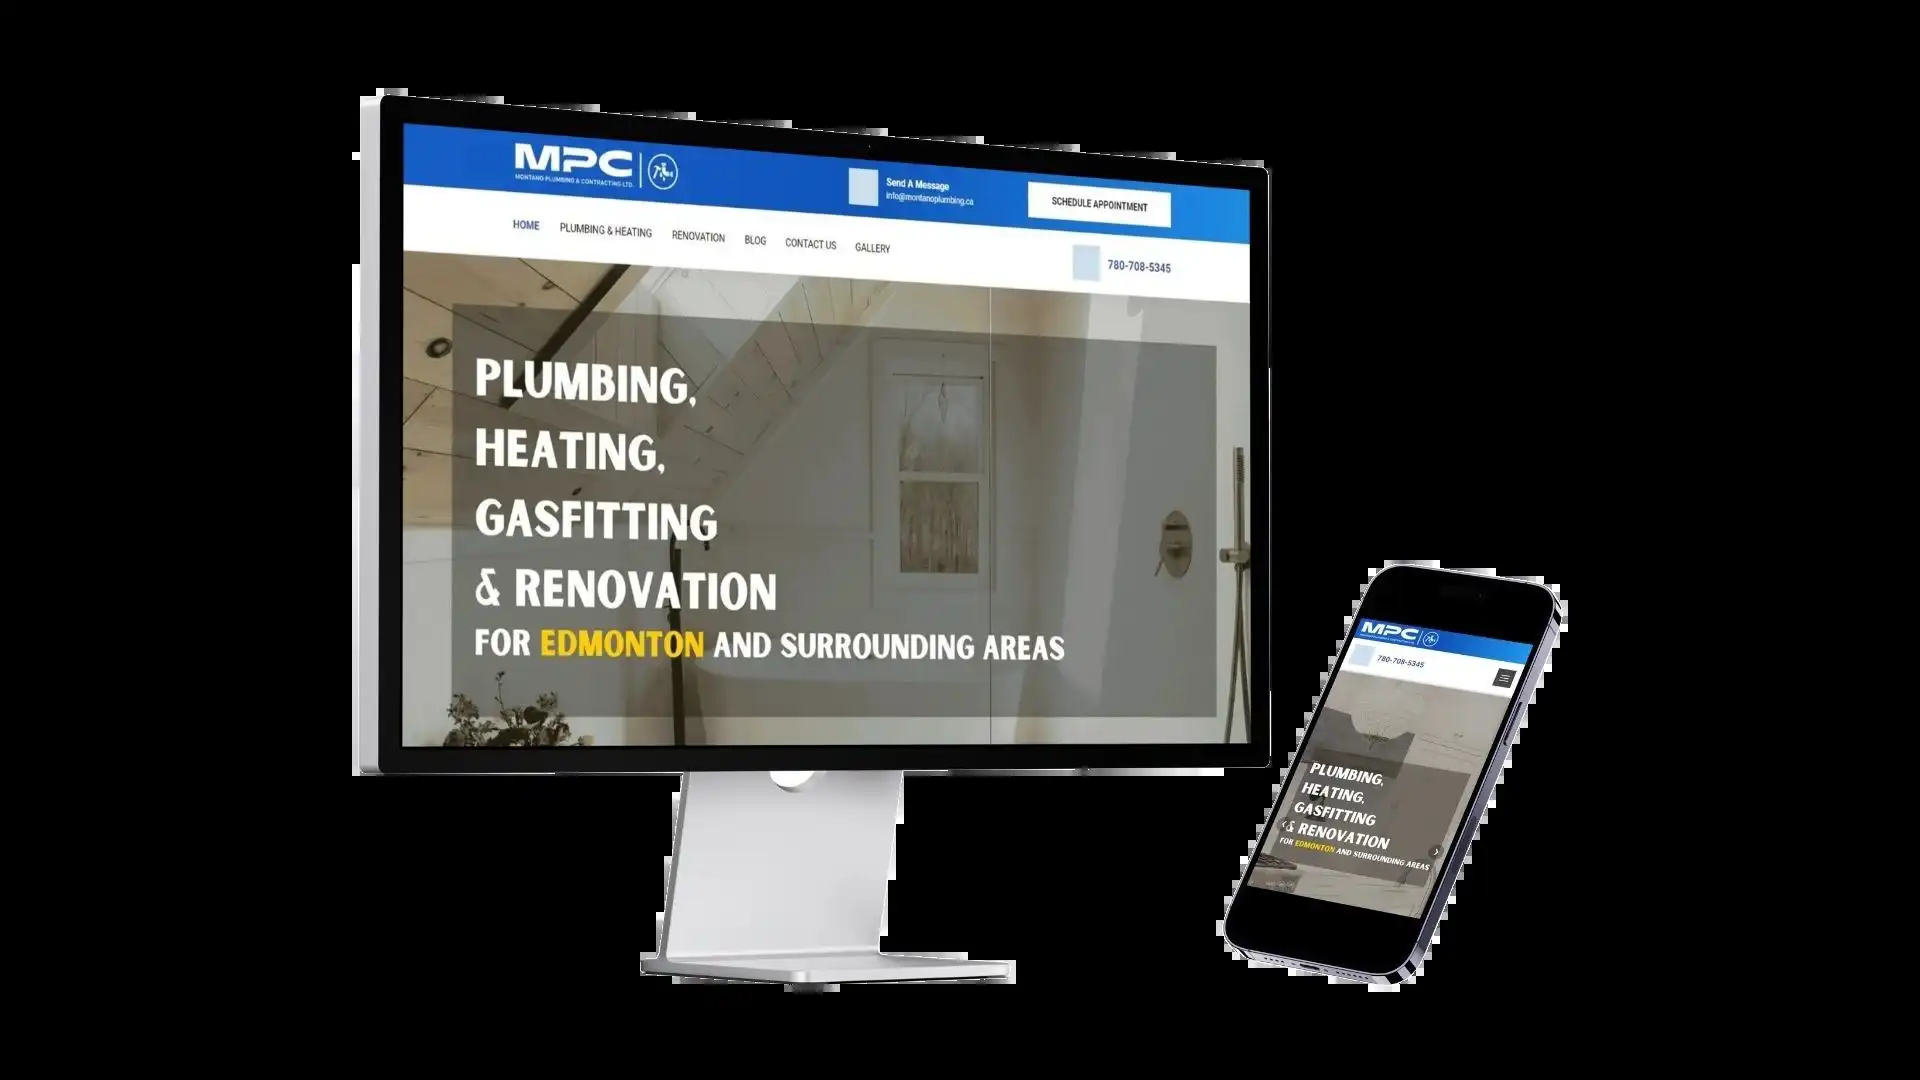 MPC
MONTANO PLUMBING & CONTRACTING LTD.
Send A Message
info@montanoplumbing.ca
SCHEDULE APPOINTMENT
HOME PLUMBING & HEATING RENOVATION BLOG CONTACT US GALLERY
780-708-5345
PLUMBING,
HEATING,
GASFITTING
& RENOVATION
FOR EDMONTON AND SURROUNDING AREAS
MPC
780-708-5345
PLUMBING,
HEATING,
GASFITTING
& RENOVATION
FOR EDMONTON AND SURROUNDING AREAS